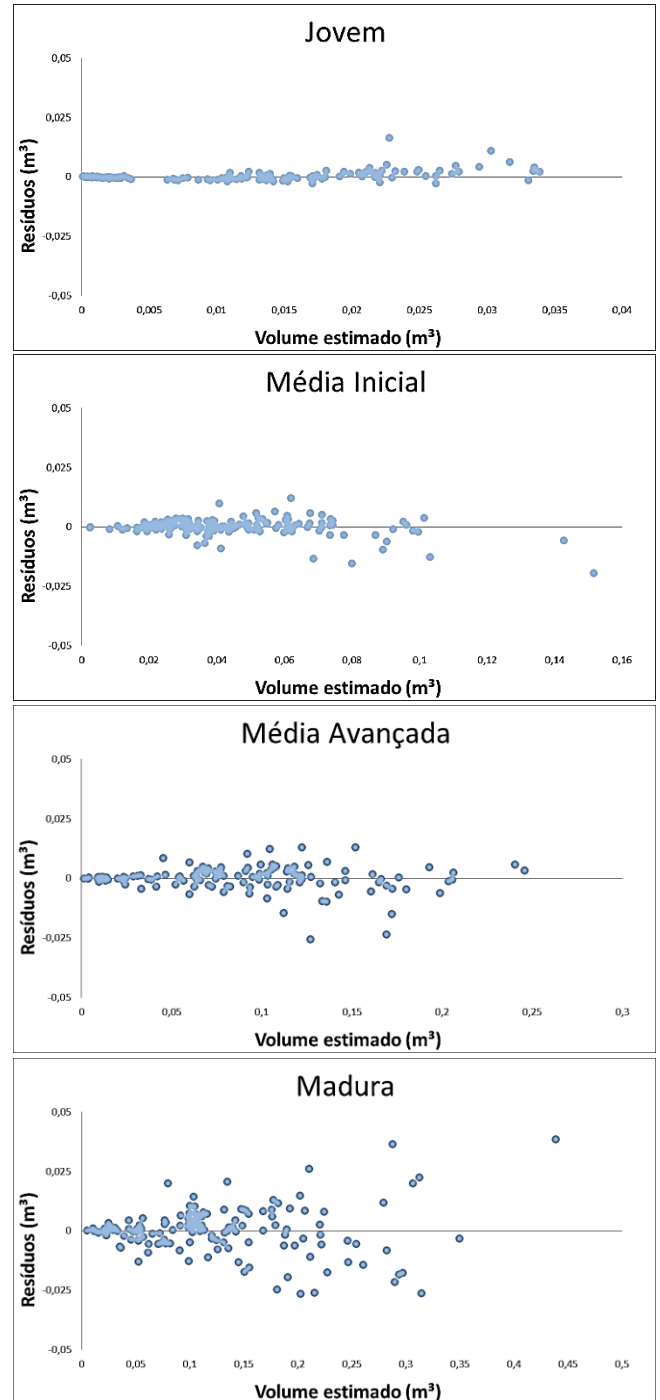 Jovem
0,05
0,025
0
-0,025
-0,05
Resíduos (m³)
0 0,005 0,01 0,015 0,02 0,025 0,03 0,035 0,04
Volume estimado (m³)
Média Inicial
0,05
0,025
0
-0,025
-0,05
Resíduos (m³)
0 0,02 0,04 0,06 0,08 0,1 0,12 0,14 0,16
Volume estimado (m³)
Média Avançada
0,05
0,025
0
-0,025
-0,05
Resíduos (m³)
0 0,05 0,1 0,15 0,2 0,25 0,3
Volume estimado (m³)
Madura
0,05
0,025
0
-0,025
-0,05
Resíduos (m³)
0 0,05 0,1 0,15 0,2 0,25 0,3 0,35 0,4 0,45 0,5
Volume estimado (m³)